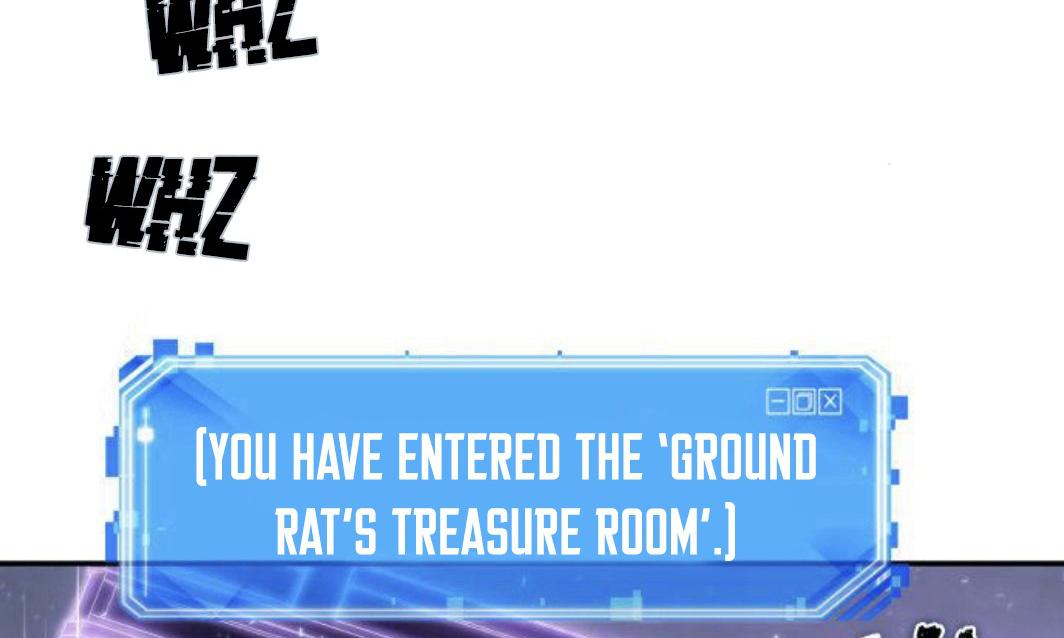 WHZ
WHZ
(YOU HAVE ENTERED THE ‘GROUND
RAT’S TREASURE ROOM’.)